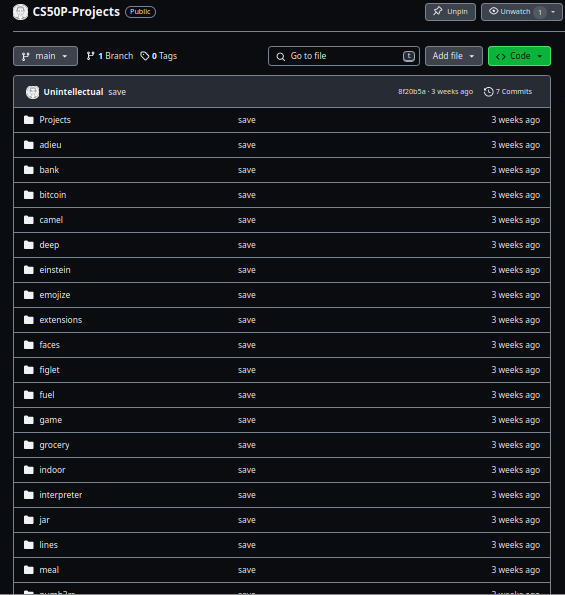 CS50P-Projects Public Unpin Unwatch 1
main 1 Branch 0 Tags Go to file t Add file Code
Unintellectual save 8f20b5a · 3 weeks ago 7 Commits
Projects save 3 weeks ago
adieu save 3 weeks ago
bank save 3 weeks ago
bitcoin save 3 weeks ago
camel save 3 weeks ago
deep save 3 weeks ago
einstein save 3 weeks ago
emojize save 3 weeks ago
extensions save 3 weeks ago
faces save 3 weeks ago
figlet save 3 weeks ago
fuel save 3 weeks ago
game save 3 weeks ago
grocery save 3 weeks ago
indoor save 3 weeks ago
interpreter save 3 weeks ago
jar save 3 weeks ago
lines save 3 weeks ago
meal save 3 weeks ago